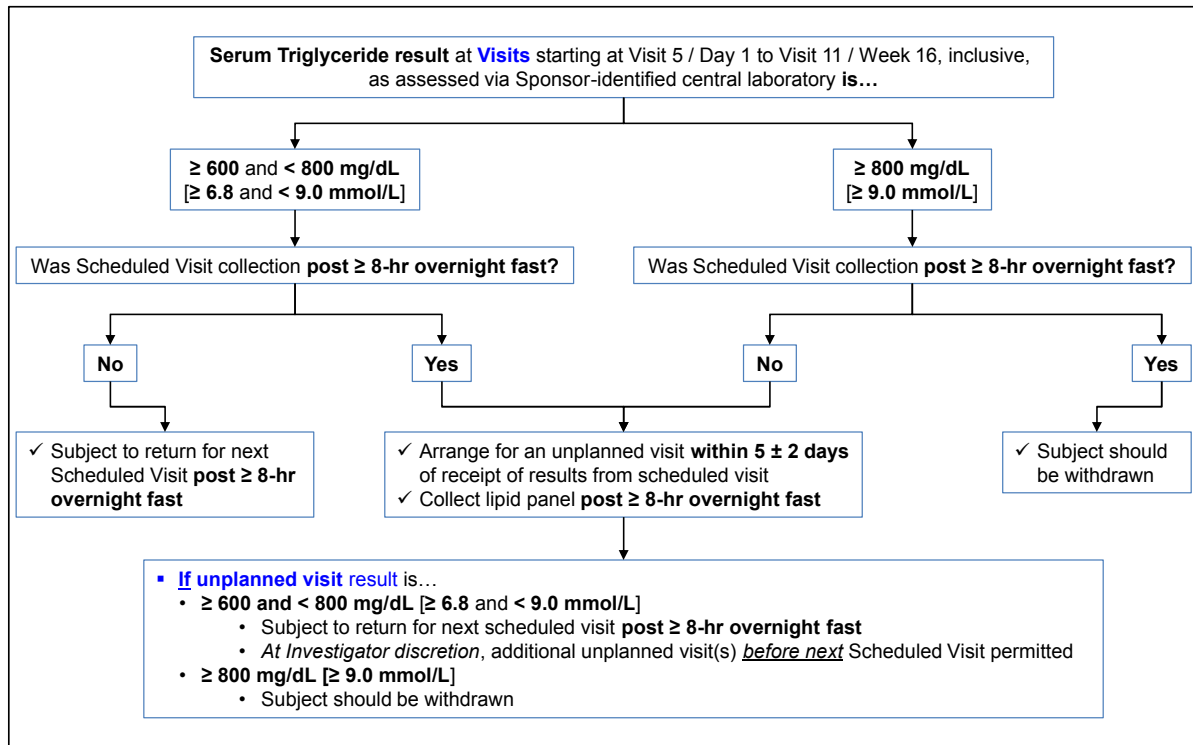 Serum Triglyceride result at Visits starting at Visit 5 / Day 1 to Visit 11 / Week 16, inclusive,
as assessed via Sponsor-identified central laboratory is…
≥ 600 and < 800 mg/dL
[≥ 6.8 and < 9.0 mmol/L]
≥ 800 mg/dL
[≥ 9.0 mmol/L]
Was Scheduled Visit collection post ≥ 8-hr overnight fast?
Was Scheduled Visit collection post ≥ 8-hr overnight fast?
No
Yes
No
Yes
✓ Subject to return for next
Scheduled Visit post ≥ 8-hr
overnight fast
✓ Arrange for an unplanned visit within 5 ± 2 days
of receipt of results from scheduled visit
✓ Collect lipid panel post ≥ 8-hr overnight fast
✓ Subject should
be withdrawn
▪ If unplanned visit result is…
• ≥ 600 and < 800 mg/dL [≥ 6.8 and < 9.0 mmol/L]
• Subject to return for next scheduled visit post ≥ 8-hr overnight fast
• At Investigator discretion, additional unplanned visit(s) before next Scheduled Visit permitted
• ≥ 800 mg/dL [≥ 9.0 mmol/L]
• Subject should be withdrawn